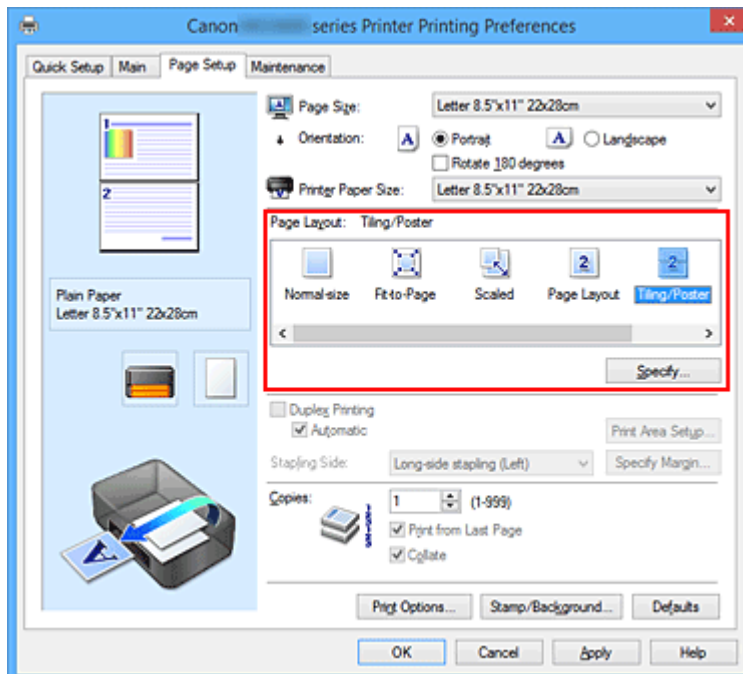 Canon series Printer Printing Preferences
Quick Setup Main Page Setup Maintenance
1
2
Plain Paper
Letter 8.5"x11" 22x28cm
Page Size: Letter 8.5"x11" 22x28cm
Orientation: A Portrait A Landscape
Rotate 180 degrees
Printer Paper Size: Letter 8.5"x11" 22x28cm
Page Layout: Tiling/Poster
2 2
Normal-size Fit-to-Page Scaled Page Layout Tiling/Poster
Specify...
Duplex Printing
Automatic Print Area Setup...
Stapling Side: Long-side stapling (Left) Specify Margin...
Copies: 1 (1-999)
Print from Last Page
Collate
A
Print Options... Stamp/Background... Defaults
OK Cancel Apply Help